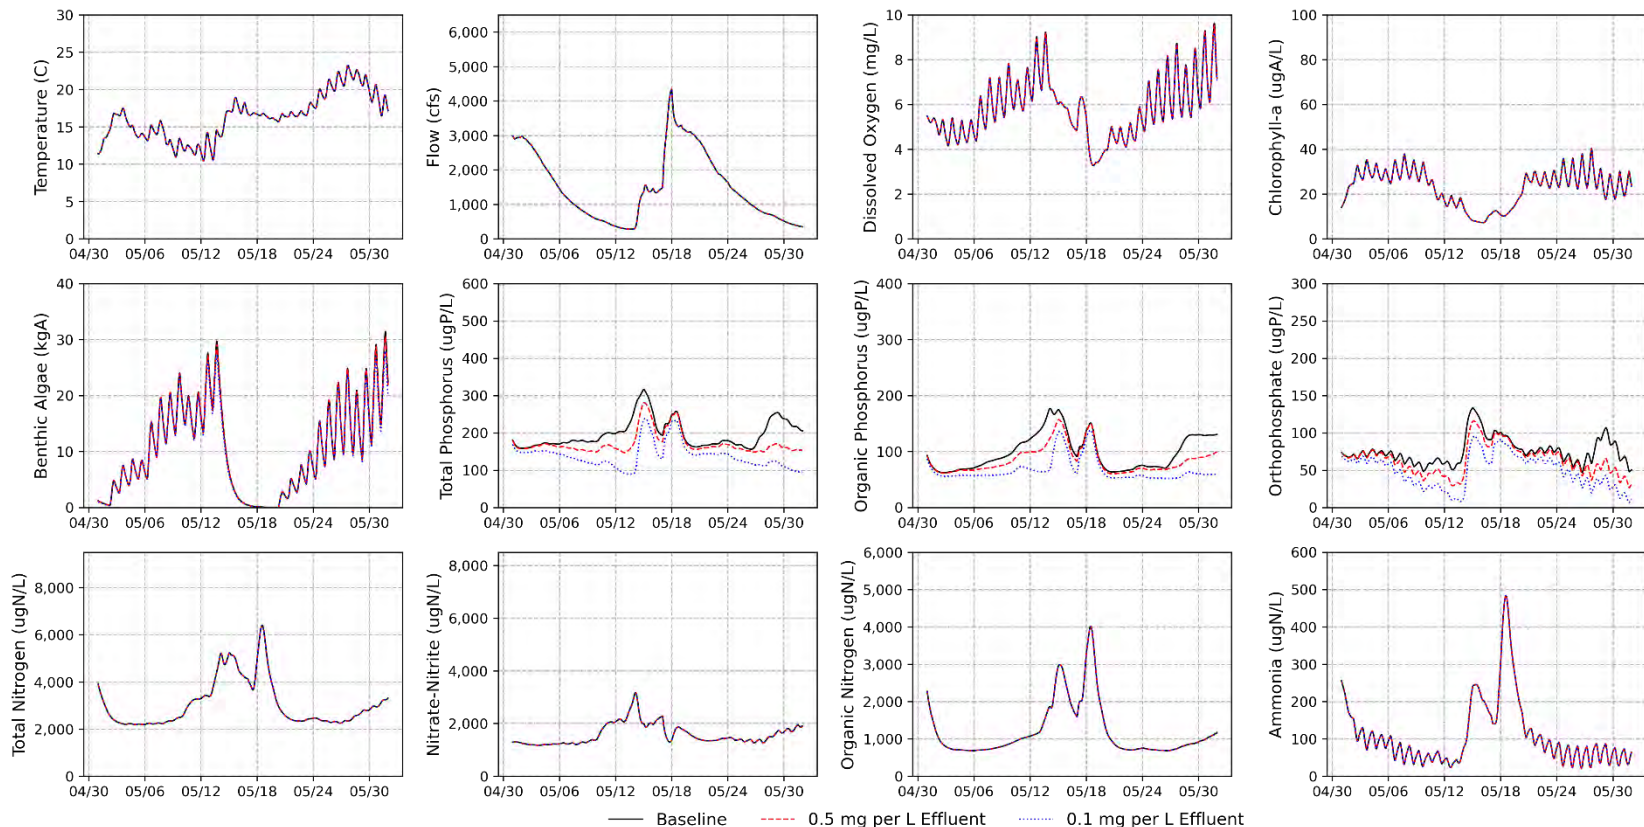 Temperature (C)
30
25
20
15
10
5
0
04/30 05/06 05/12 05/18 05/24 05/30
Flow (cfs)
6,000
5,000
4,000
3,000
2,000
1,000
0
04/30 05/06 05/12 05/18 05/24 05/30
Dissolved Oxygen (mg/L)
10
8
6
4
2
0
04/30 05/06 05/12 05/18 05/24 05/30
Chlorophyll-a (ugA/L)
100
80
60
40
20
0
04/30 05/06 05/12 05/18 05/24 05/30
Benthic Algae (kgA)
40
30
20
10
0
04/30 05/06 05/12 05/18 05/24 05/30
Total Phosphorus (ugP/L)
600
500
400
300
200
100
0
04/30 05/06 05/12 05/18 05/24 05/30
Organic Phosphorus (ugP/L)
400
300
200
100
0
04/30 05/06 05/12 05/18 05/24 05/30
Orthophosphate (ugP/L)
300
250
200
150
100
50
0
04/30 05/06 05/12 05/18 05/24 05/30
Total Nitrogen (ugN/L)
8,000
6,000
4,000
2,000
0
04/30 05/06 05/12 05/18 05/24 05/30
Nitrate-Nitrite (ugN/L)
8,000
6,000
4,000
2,000
0
04/30 05/06 05/12 05/18 05/24 05/30
Organic Nitrogen (ugN/L)
6,000
5,000
4,000
3,000
2,000
1,000
0
04/30 05/06 05/12 05/18 05/24 05/30
Ammonia (ugN/L)
600
500
400
300
200
100
0
04/30 05/06 05/12 05/18 05/24 05/30
Baseline 0.5 mg per L Effluent 0.1 mg per L Effluent